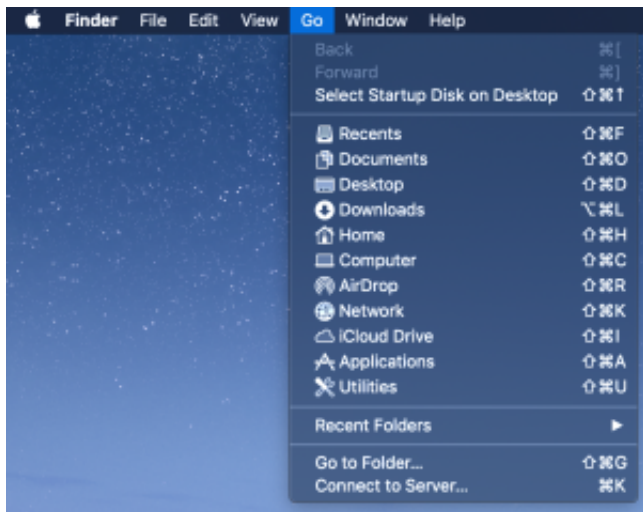 Finder File Edit View Go Window Help
Back ⌘[
Forward ⌘]
Select Startup Disk on Desktop ⇧⌘↑
Recents ⇧⌘F
Documents ⇧⌘O
Desktop ⇧⌘D
Downloads ⌥⌘L
Home ⇧⌘H
Computer ⇧⌘C
AirDrop ⇧⌘R
Network ⇧⌘K
iCloud Drive ⇧⌘I
Applications ⇧⌘A
Utilities ⇧⌘U
Recent Folders ▶
Go to Folder... ⇧⌘G
Connect to Server... ⌘K